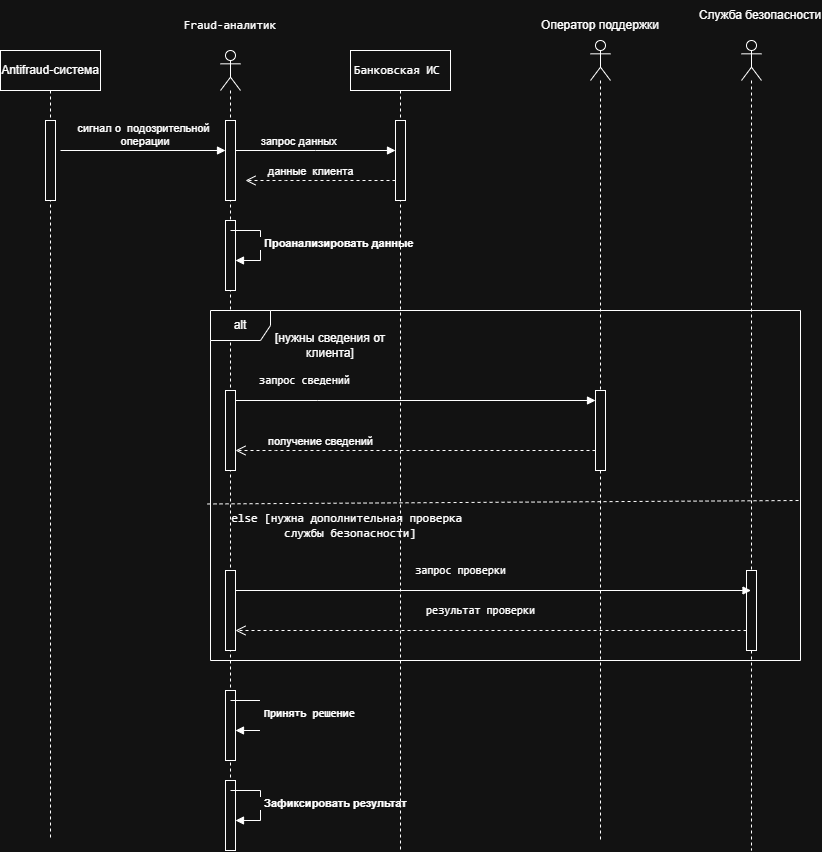 Служба безопасности
Fraud-аналитик
Оператор поддержки
Antifraud-система
Банковская ИС
сигнал о подозрительной
операции
запрос данных
данные клиента
Проанализировать данные
alt
[нужны сведения от
клиента]
запрос сведений
получение сведений
else [нужна дополнительная проверка
службы безопасности]
запрос проверки
результат проверки
Принять решение
Зафиксировать результат